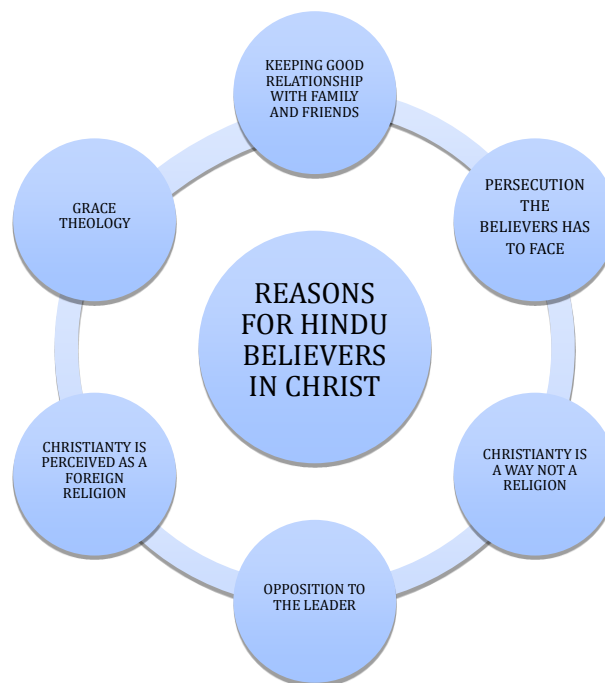 KEEPING GOOD
RELATIONSHIP
WITH FAMILY
AND FRIENDS
PERSECUTION
THE
BELIEVERS HAS
TO FACE
CHRISTIANTY IS
A WAY NOT A
RELIGION
OPPOSITION TO
THE LEADER
CHRISTIANTY IS
PERCEIVED AS A
FOREIGN
RELIGION
GRACE
THEOLOGY
REASONS
FOR HINDU
BELIEVERS
IN CHRIST